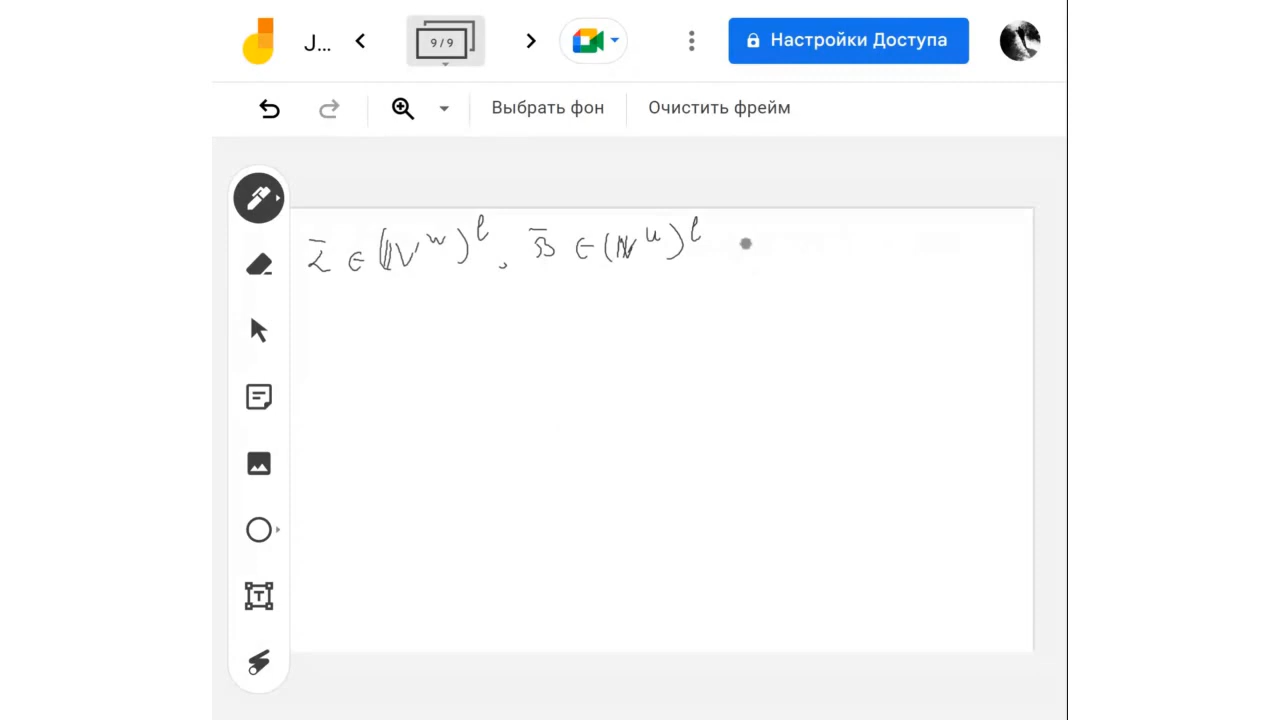 J...
9/9
Настройки Доступа
Выбрать фон
Очистить фрейм
z̄ ∈ (ℕ^w)^l, B̄ ∈ (ℕ^u)^l
T